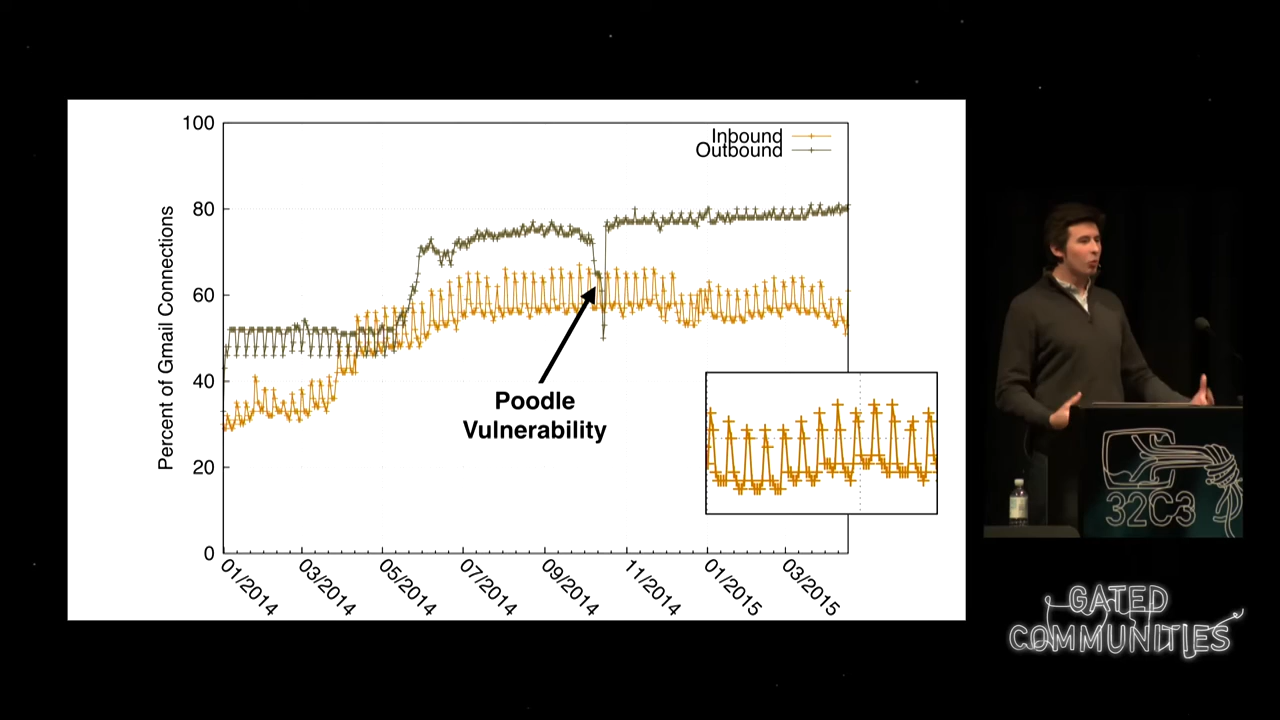 100
80
60
40
20
0
Percent of Gmail Connections
Inbound
Outbound
Poodle
Vulnerability
01/2014
03/2014
05/2014
07/2014
09/2014
11/2014
01/2015
03/2015
32C3
GATED
COMMUNITIES